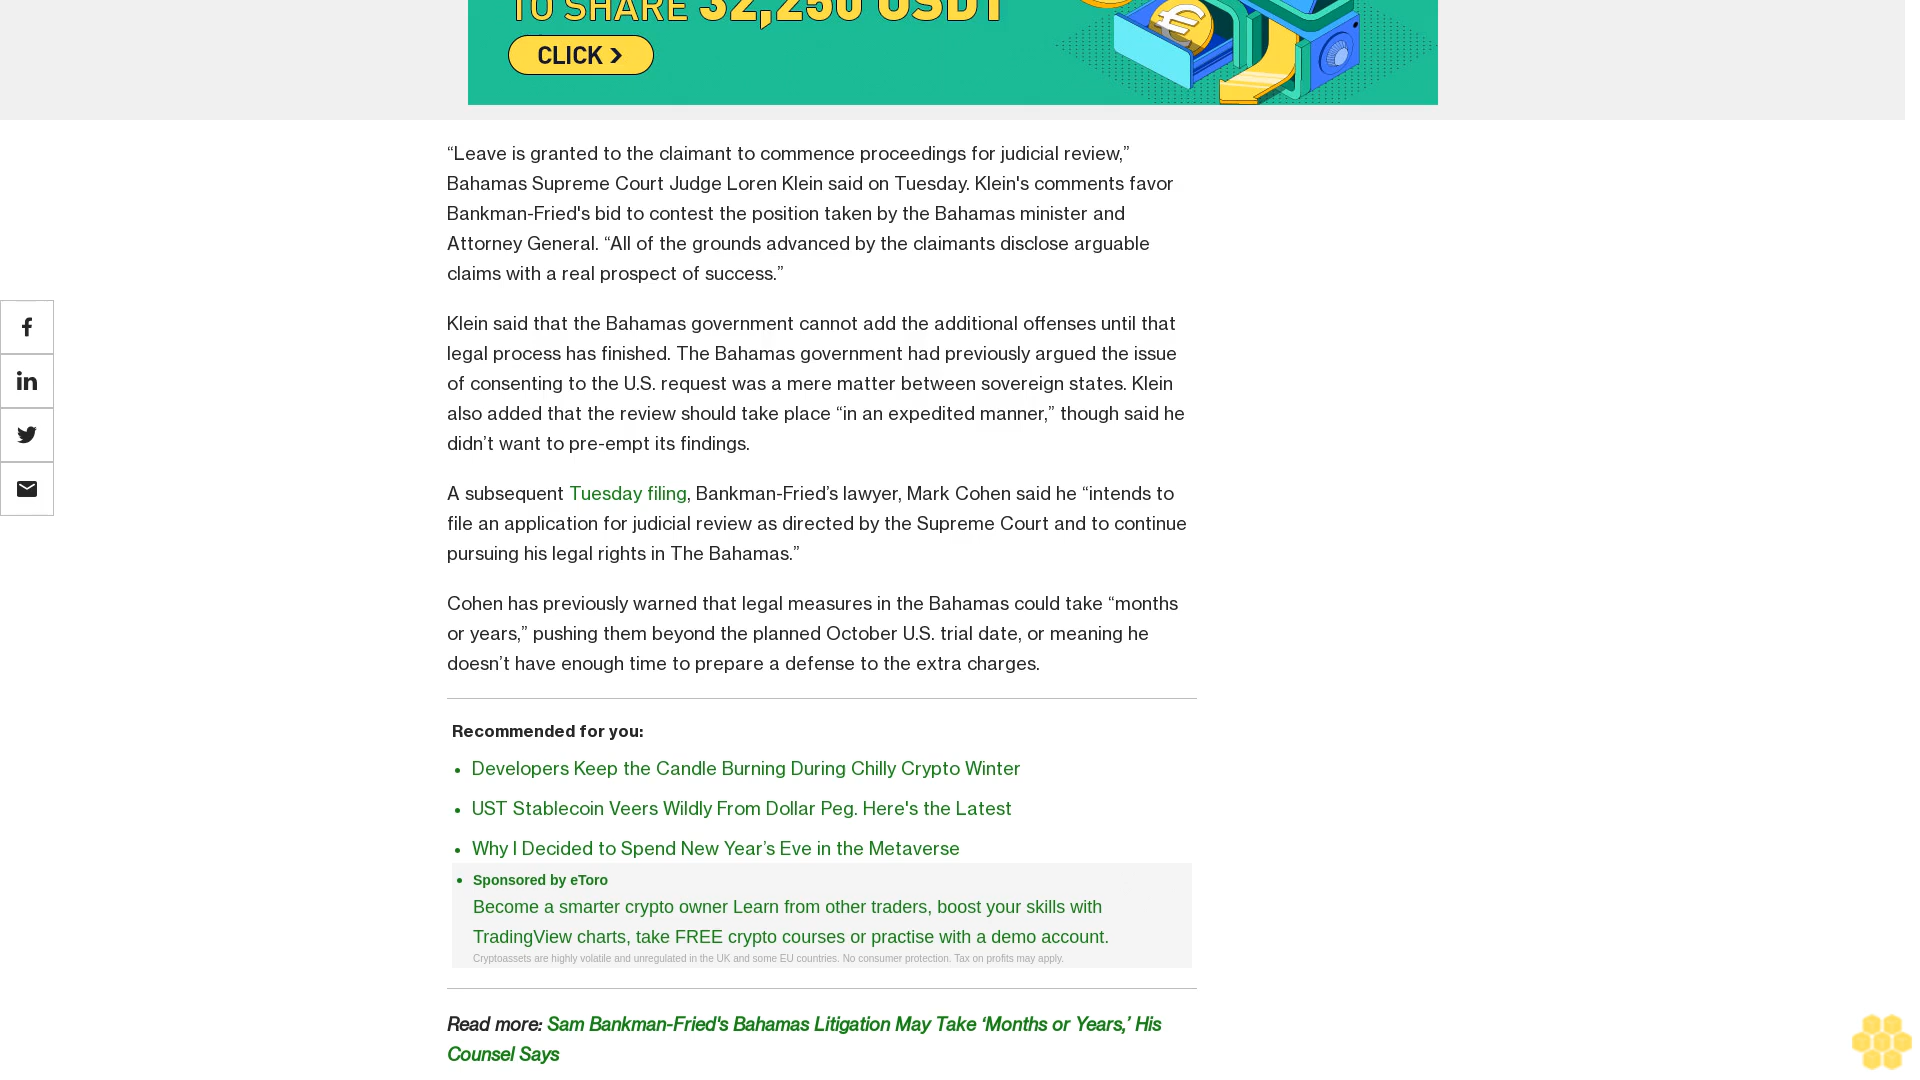 TO SHARE 32,250 USDT
CLICK >
“Leave is granted to the claimant to commence proceedings for judicial review,”
Bahamas Supreme Court Judge Loren Klein said on Tuesday. Klein's comments favor
Bankman-Fried's bid to contest the position taken by the Bahamas minister and
Attorney General. “All of the grounds advanced by the claimants disclose arguable
claims with a real prospect of success.”
Klein said that the Bahamas government cannot add the additional offenses until that
legal process has finished. The Bahamas government had previously argued the issue
of consenting to the U.S. request was a mere matter between sovereign states. Klein
also added that the review should take place “in an expedited manner,” though said he
didn’t want to pre-empt its findings.
A subsequent Tuesday filing, Bankman-Fried’s lawyer, Mark Cohen said he “intends to
file an application for judicial review as directed by the Supreme Court and to continue
pursuing his legal rights in The Bahamas.”
Cohen has previously warned that legal measures in the Bahamas could take “months
or years,” pushing them beyond the planned October U.S. trial date, or meaning he
doesn’t have enough time to prepare a defense to the extra charges.
Recommended for you:
• Developers Keep the Candle Burning During Chilly Crypto Winter
• UST Stablecoin Veers Wildly From Dollar Peg. Here's the Latest
• Why I Decided to Spend New Year’s Eve in the Metaverse
• Sponsored by eToro
Become a smarter crypto owner Learn from other traders, boost your skills with
TradingView charts, take FREE crypto courses or practise with a demo account.
Cryptoassets are highly volatile and unregulated in the UK and some EU countries. No consumer protection. Tax on profits may apply.
Read more: Sam Bankman-Fried's Bahamas Litigation May Take ‘Months or Years,’ His
Counsel Says